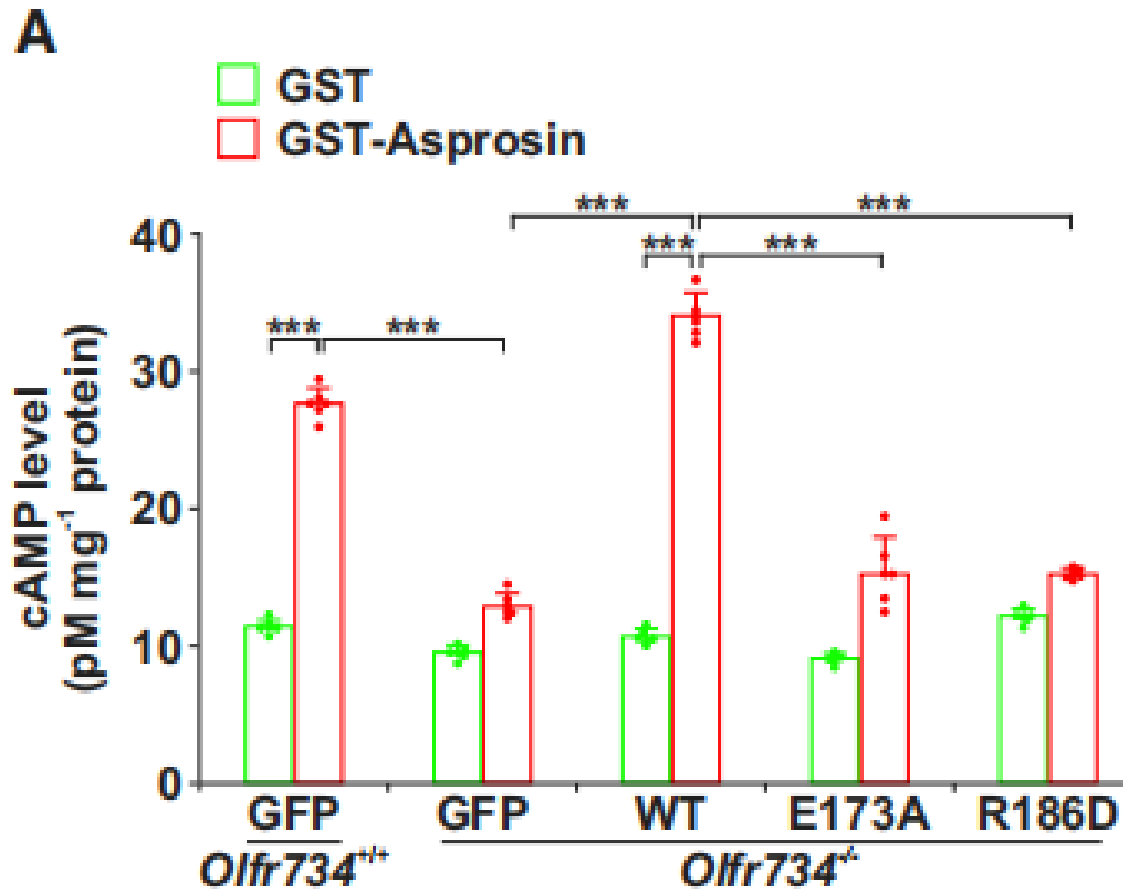 A
GST
GST-Asprosin
*** ***
*** ***
*** ***
40
30
20
10
0
cAMP level
(pM mg⁻¹ protein)
GFP GFP WT E173A R186D
Olfr734⁺/⁺ Olfr734⁻/⁻